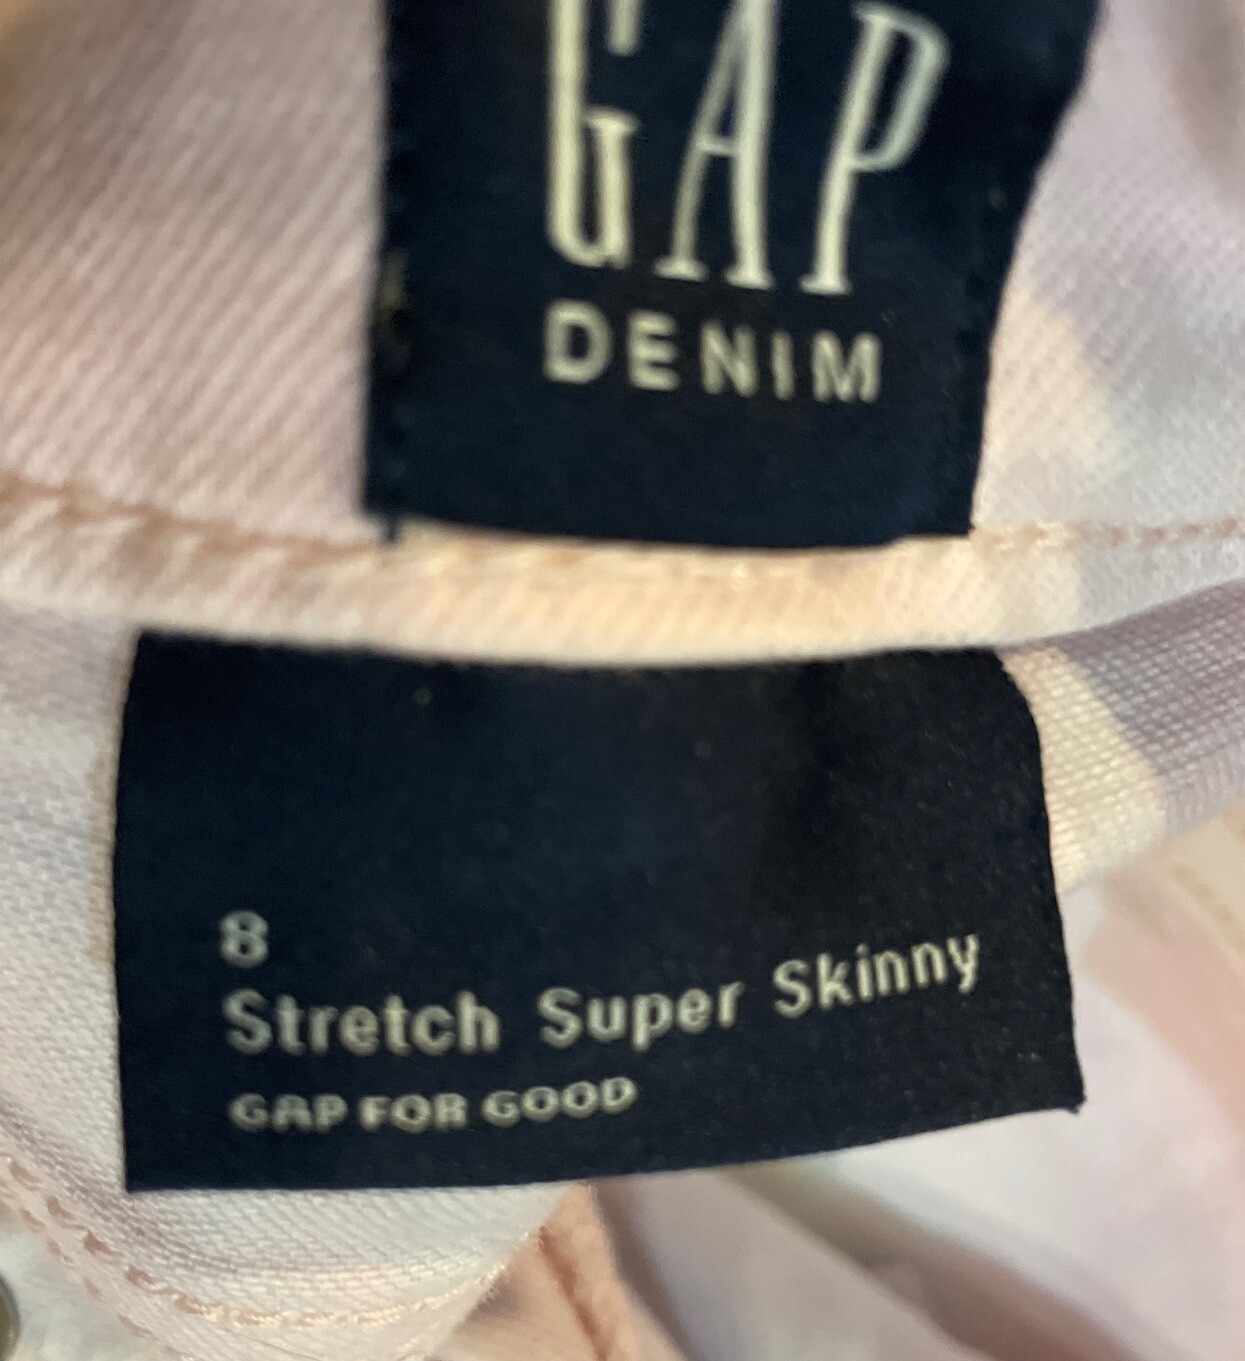 GAP
DENIM
8
Stretch Super Skinny
GAP FOR GOOD